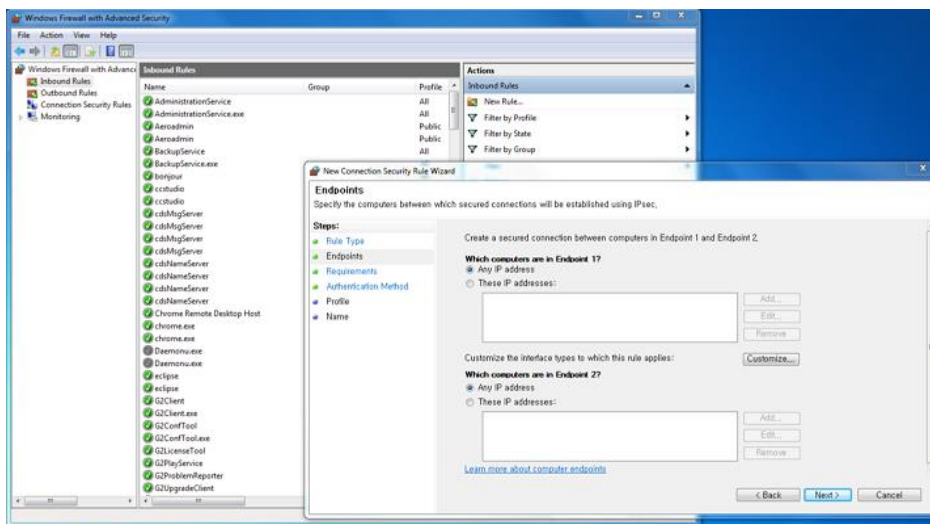 Windows Firewall with Advanced Security
File Action View Help
Windows Firewall with Advanc
Inbound Rules
Outbound Rules
Connection Security Rules
Monitoring
Inbound Rules
Name Group Profile
AdministrationService All
AdministrationService.exe All
Aeroadmin Public
Aeroadmin Public
BackupService All
BackupService.exe
bonjour
ccstudio
ccstudio
cdsMsgServer
cdsMsgServer
cdsMsgServer
cdsMsgServer
cdsNameServer
cdsNameServer
cdsNameServer
cdsNameServer
Chrome Remote Desktop Host
chrome.exe
chrome.exe
Daemonu.exe
Daemonu.exe
eclipse
eclipse
G2Client
G2Client.exe
G2ConfTool
G2ConfTool.exe
G2LicenseTool
G2PlayService
G2ProblemReporter
G2UpgradeClient
Actions
Inbound Rules
New Rule...
Filter by Profile
Filter by State
Filter by Group
New Connection Security Rule Wizard
Endpoints
Specify the computers between which secured connections will be established using IPsec.
Steps:
Rule Type
Endpoints
Requirements
Authentication Method
Profile
Name
Create a secured connection between computers in Endpoint 1 and Endpoint 2.
Which computers are in Endpoint 1?
Any IP address
These IP addresses:
Add...
Edit...
Remove
Customize the interface types to which this rule applies:
Customize...
Which computers are in Endpoint 2?
Any IP address
These IP addresses:
Add...
Edit...
Remove
Learn more about computer endpoints
< Back Next > Cancel